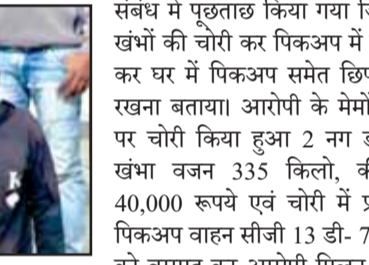 संबंध में पूछताछ किया गया
खंभों की चोरी कर पिकअप में
कर घर में पिकअप समेत
रखना बताया। आरोपी के
पर चोरी किया हुआ 2 नग
खंभा वजन 335 किलो,
40,000 रूपये एवं चोरी में
पिकअप वाहन सीजी 13 डी- 7